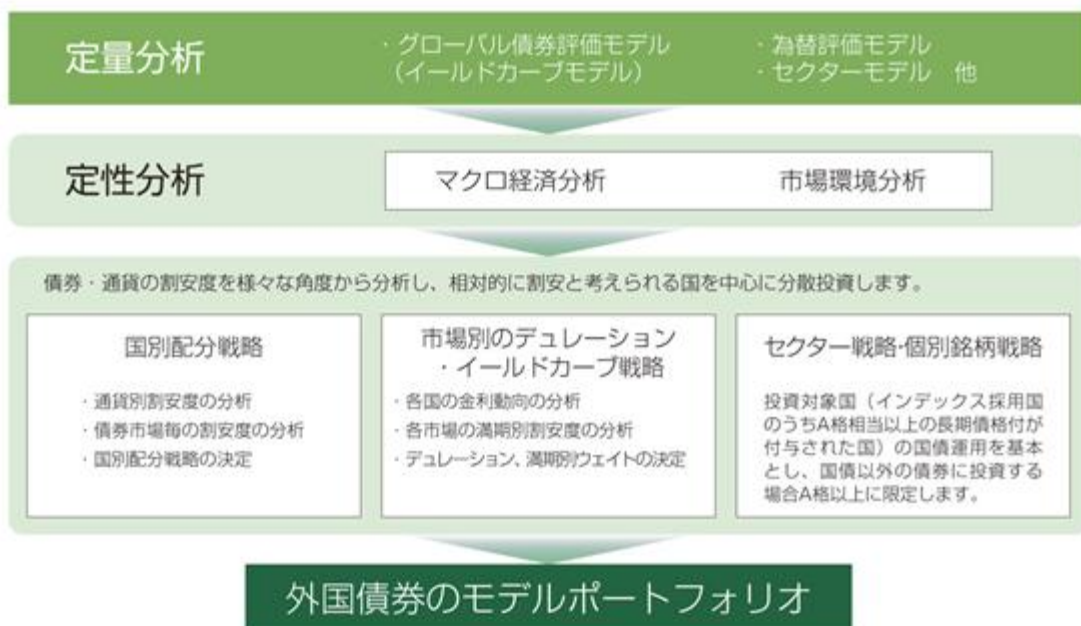 定量分析
・グローバル債券評価モデル
（イールドカーブモデル）
・為替評価モデル
・セクターモデル　他
定性分析
マクロ経済分析
市場環境分析
債券・通貨の割安度を様々な角度から分析し、相対的に割安と考えられる国を中心に分散投資します。
国別配分戦略
・通貨別割安度の分析
・債券市場毎の割安度の分析
・国別配分戦略の決定
市場別のデュレーション
・イールドカーブ戦略
・各国の金利動向の分析
・各市場の満期別割安度の分析
・デュレーション、満期別ウェイトの決定
セクター戦略・個別銘柄戦略
投資対象国（インデックス採用国
のうちA格相当以上の長期債格付が
付与された国）の国債運用を基本
とし、国債以外の債券に投資する
場合A格以上に限定します。
外国債券のモデルポートフォリオ